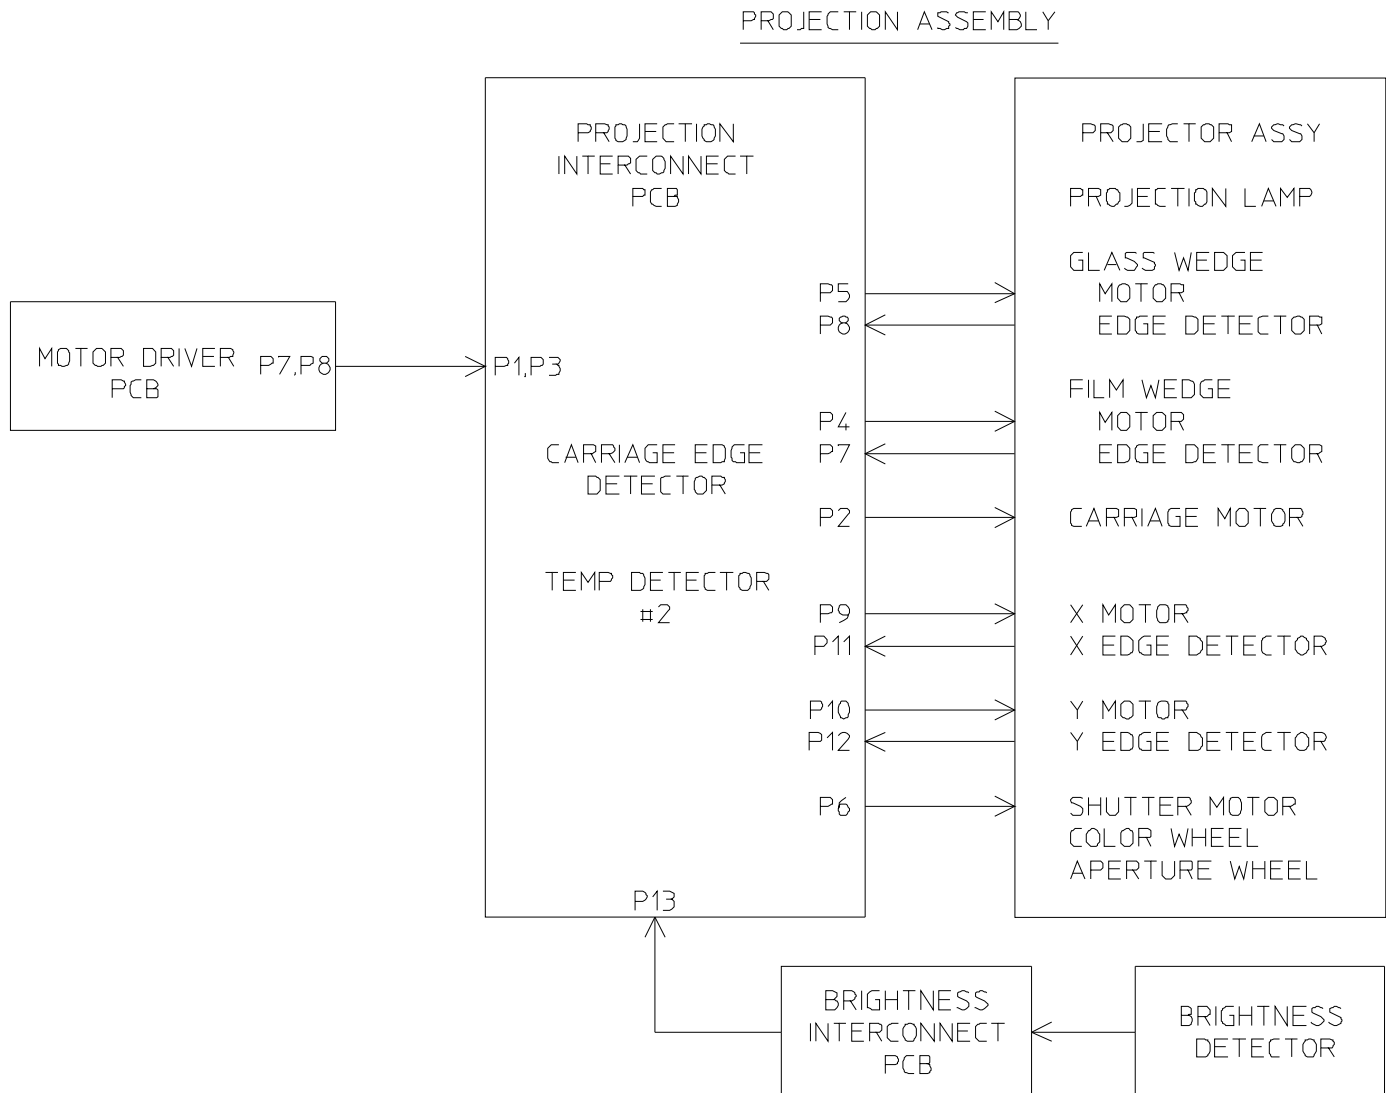 PROJECTION ASSEMBLY
PROJECTION
INTERCONNECT
PCB
PROJECTOR ASSY
PROJECTION LAMP
GLASS WEDGE
P5
MOTOR
P8
EDGE DETECTOR
MOTOR DRIVER
PCB
P7,P8
P1,P3
FILM WEDGE
P4
MOTOR
P7
EDGE DETECTOR
CARRIAGE EDGE
DETECTOR
P2
CARRIAGE MOTOR
TEMP DETECTOR
#2
P9
X MOTOR
P11
X EDGE DETECTOR
P10
Y MOTOR
P12
Y EDGE DETECTOR
P6
SHUTTER MOTOR
COLOR WHEEL
APERTURE WHEEL
P13
BRIGHTNESS
INTERCONNECT
PCB
BRIGHTNESS
DETECTOR